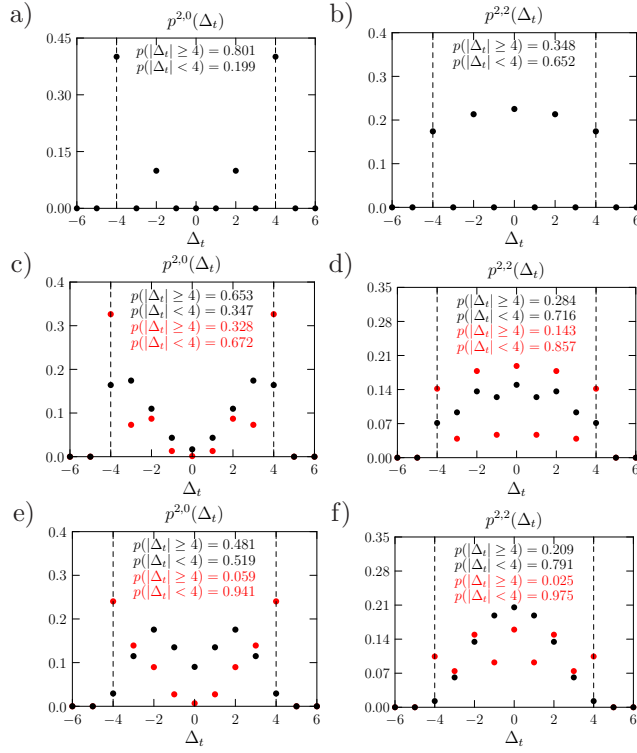 a)
p^{2,0}(Δ_t)
p(|Δ_t| ≥ 4) = 0.801
p(|Δ_t| < 4) = 0.199
0.45
0.30
0.15
0.00
−6 −4 −2 0 2 4 6
Δ_t
b)
p^{2,2}(Δ_t)
p(|Δ_t| ≥ 4) = 0.348
p(|Δ_t| < 4) = 0.652
0.4
0.3
0.2
0.1
0.0
−6 −4 −2 0 2 4 6
Δ_t
c)
p^{2,0}(Δ_t)
p(|Δ_t| ≥ 4) = 0.653
p(|Δ_t| < 4) = 0.347
p(|Δ_t| ≥ 4) = 0.328
p(|Δ_t| < 4) = 0.672
0.4
0.3
0.2
0.1
0.0
−6 −4 −2 0 2 4 6
Δ_t
d)
p^{2,2}(Δ_t)
p(|Δ_t| ≥ 4) = 0.284
p(|Δ_t| < 4) = 0.716
p(|Δ_t| ≥ 4) = 0.143
p(|Δ_t| < 4) = 0.857
0.35
0.28
0.21
0.14
0.07
0.00
−6 −4 −2 0 2 4 6
Δ_t
e)
p^{2,0}(Δ_t)
p(|Δ_t| ≥ 4) = 0.481
p(|Δ_t| < 4) = 0.519
p(|Δ_t| ≥ 4) = 0.059
p(|Δ_t| < 4) = 0.941
0.4
0.3
0.2
0.1
0.0
−6 −4 −2 0 2 4 6
Δ_t
f)
p^{2,2}(Δ_t)
p(|Δ_t| ≥ 4) = 0.209
p(|Δ_t| < 4) = 0.791
p(|Δ_t| ≥ 4) = 0.025
p(|Δ_t| < 4) = 0.975
0.35
0.28
0.21
0.14
0.07
0.00
−6 −4 −2 0 2 4 6
Δ_t